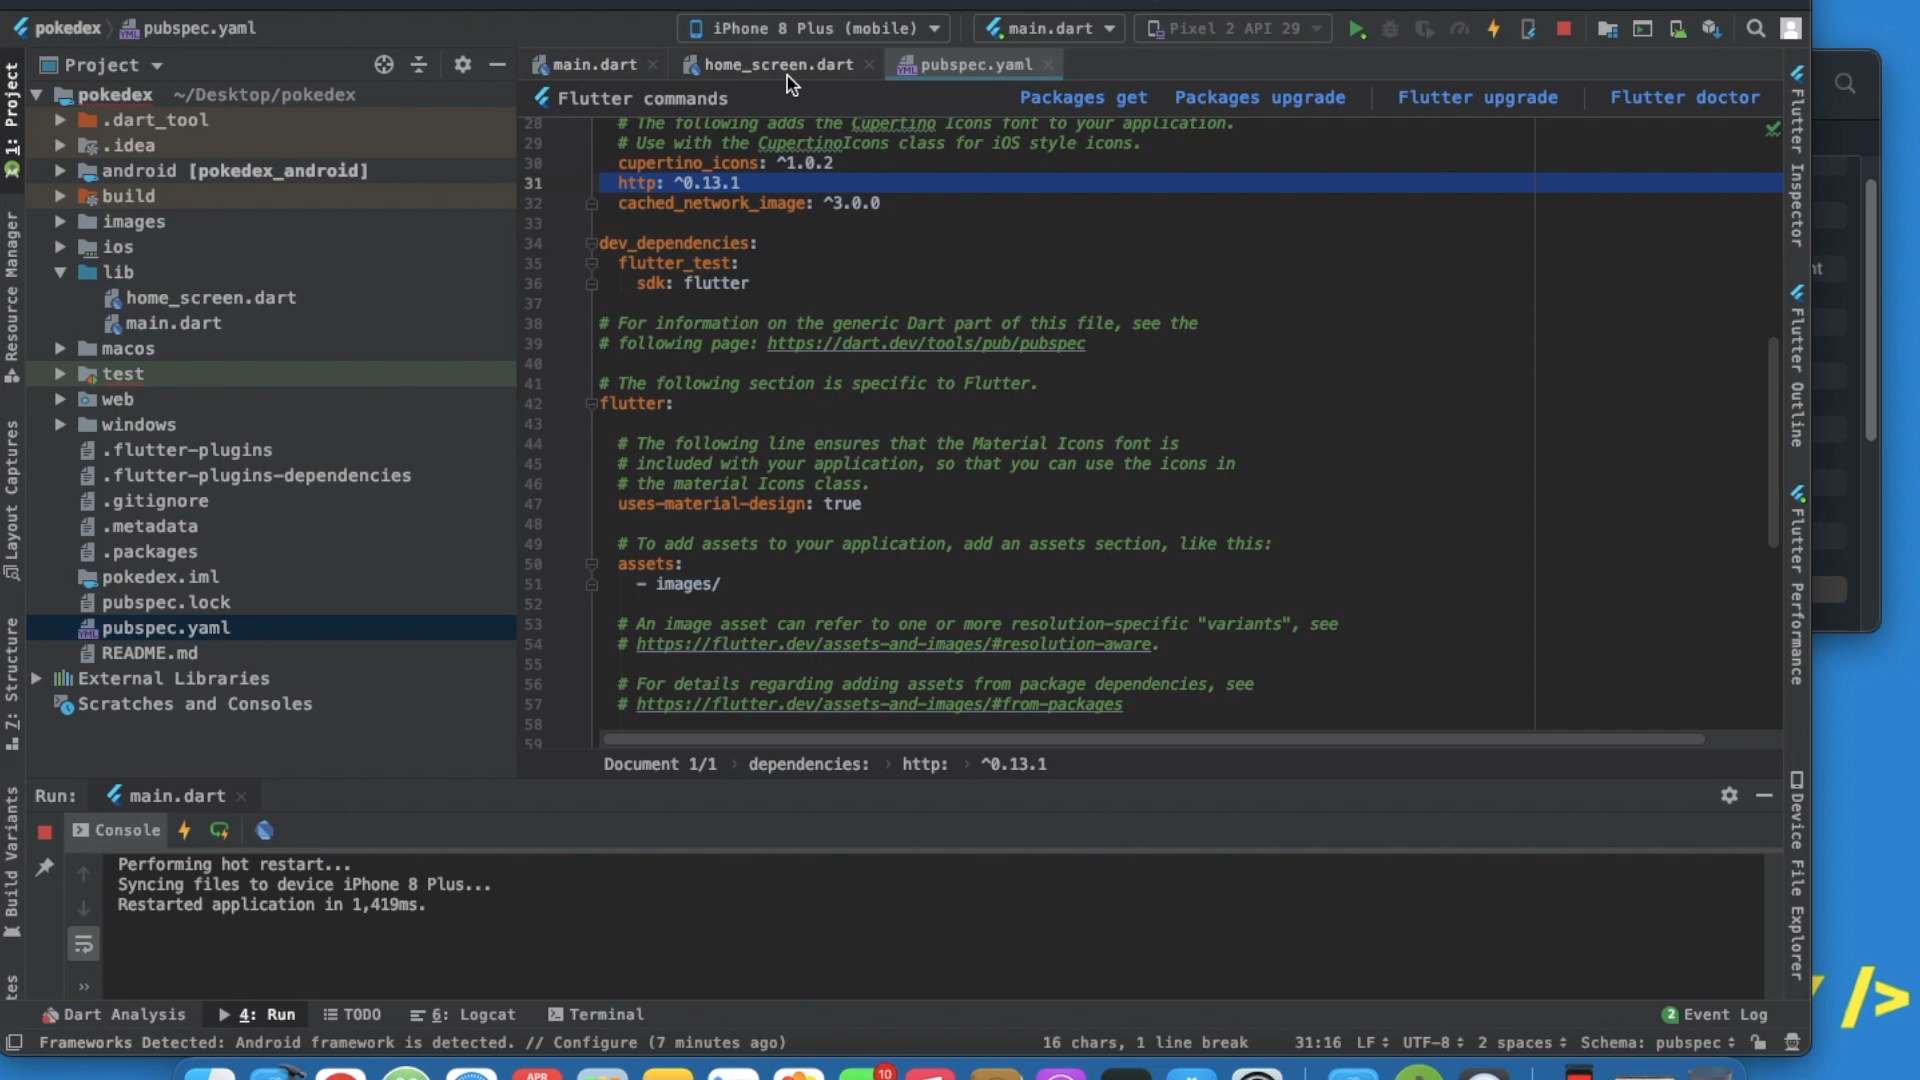 pokedex pubspec.yaml
iPhone 8 Plus (mobile) main.dart Pixel 2 API 29
Project
main.dart home_screen.dart pubspec.yaml
Flutter commands Packages get Packages upgrade Flutter upgrade Flutter doctor
pokedex ~/Desktop/pokedex
.dart_tool
.idea
android [pokedex_android]
build
images
ios
lib
home_screen.dart
main.dart
macos
test
web
windows
.flutter-plugins
.flutter-plugins-dependencies
.gitignore
.metadata
.packages
pokedex.iml
pubspec.lock
pubspec.yaml
README.md
External Libraries
Scratches and Consoles
28 # The following adds the Cupertino Icons font to your application.
29 # Use with the CupertinoIcons class for iOS style icons.
30 cupertino_icons: ^1.0.2
31 http: ^0.13.1
32 cached_network_image: ^3.0.0
33
34 dev_dependencies:
35 flutter_test:
36 sdk: flutter
37
38 # For information on the generic Dart part of this file, see the
39 # following page: https://dart.dev/tools/pub/pubspec
40
41 # The following section is specific to Flutter.
42 flutter:
43
44 # The following line ensures that the Material Icons font is
45 # included with your application, so that you can use the icons in
46 # the material Icons class.
47 uses-material-design: true
48
49 # To add assets to your application, add an assets section, like this:
50 assets:
51 - images/
52
53 # An image asset can refer to one or more resolution-specific "variants", see
54 # https://flutter.dev/assets-and-images/#resolution-aware.
55
56 # For details regarding adding assets from package dependencies, see
57 # https://flutter.dev/assets-and-images/#from-packages
58
59
Document 1/1 dependencies: http: ^0.13.1
1: Project
Resource Manager
Layout Captures
7: Structure
Build Variants
Flutter Inspector
Flutter Outline
Flutter Performance
Device File Explorer
Run: main.dart
Console
Performing hot restart...
Syncing files to device iPhone 8 Plus...
Restarted application in 1,419ms.
Dart Analysis 4: Run TODO 6: Logcat Terminal 2 Event Log
Frameworks Detected: Android framework is detected. // Configure (7 minutes ago) 16 chars, 1 line break 31:16 LF UTF-8 2 spaces Schema: pubspec
APR 10
/>